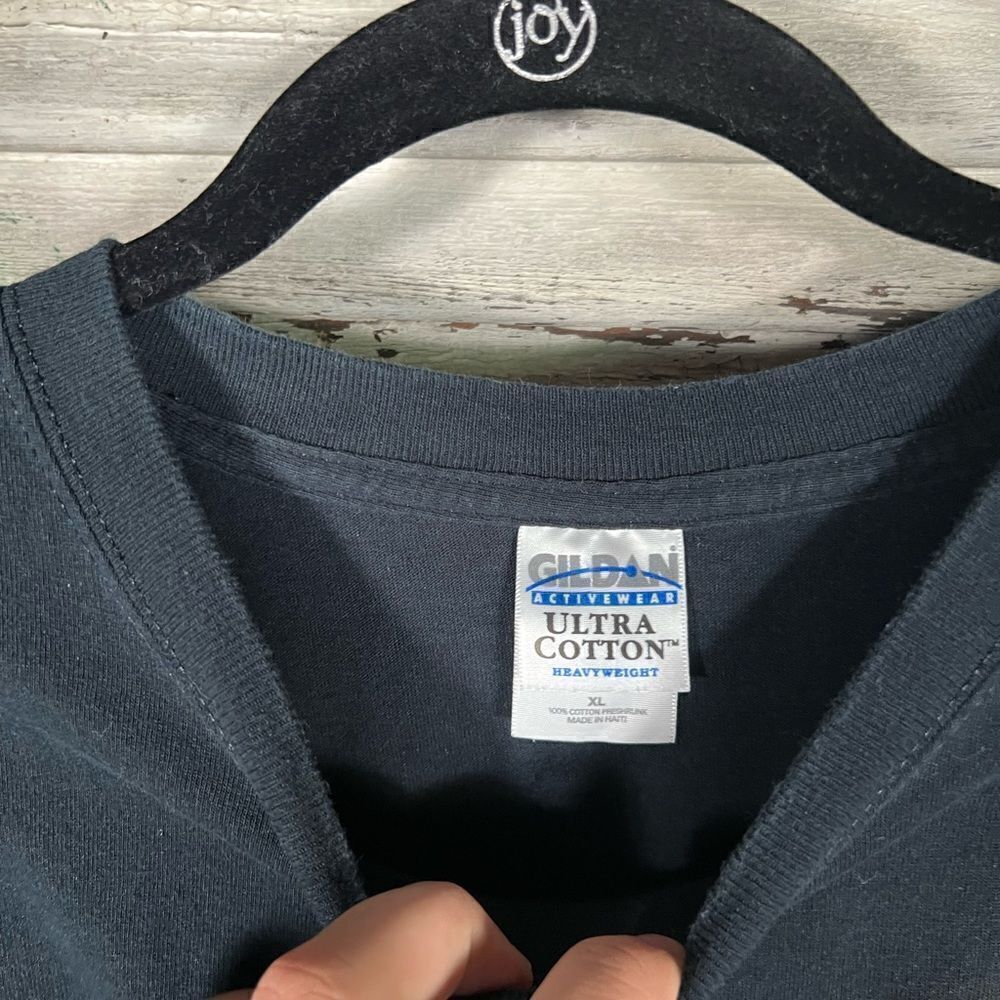 joy
GILDAN
ACTIVEWEAR
ULTRA
COTTON™
HEAVYWEIGHT
XL
100% COTTON PRESHRUNK
MADE IN HAITI